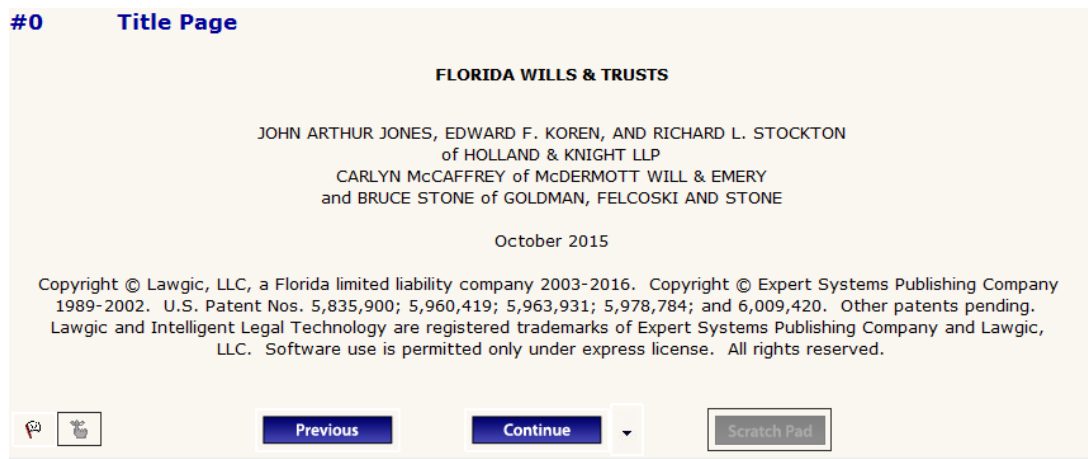 #0 Title Page
FLORIDA WILLS & TRUSTS
JOHN ARTHUR JONES, EDWARD F. KOREN, AND RICHARD L. STOCKTON
of HOLLAND & KNIGHT LLP
CARLYN McCAFFREY of McDERMOTT WILL & EMERY
and BRUCE STONE of GOLDMAN, FELCOSKI AND STONE
October 2015
Copyright © Lawgic, LLC, a Florida limited liability company 2003-2016. Copyright © Expert Systems Publishing Company
1989-2002. U.S. Patent Nos. 5,835,900; 5,960,419; 5,963,931; 5,978,784; and 6,009,420. Other patents pending.
Lawgic and Intelligent Legal Technology are registered trademarks of Expert Systems Publishing Company and Lawgic,
LLC. Software use is permitted only under express license. All rights reserved.
Previous Continue Scratch Pad